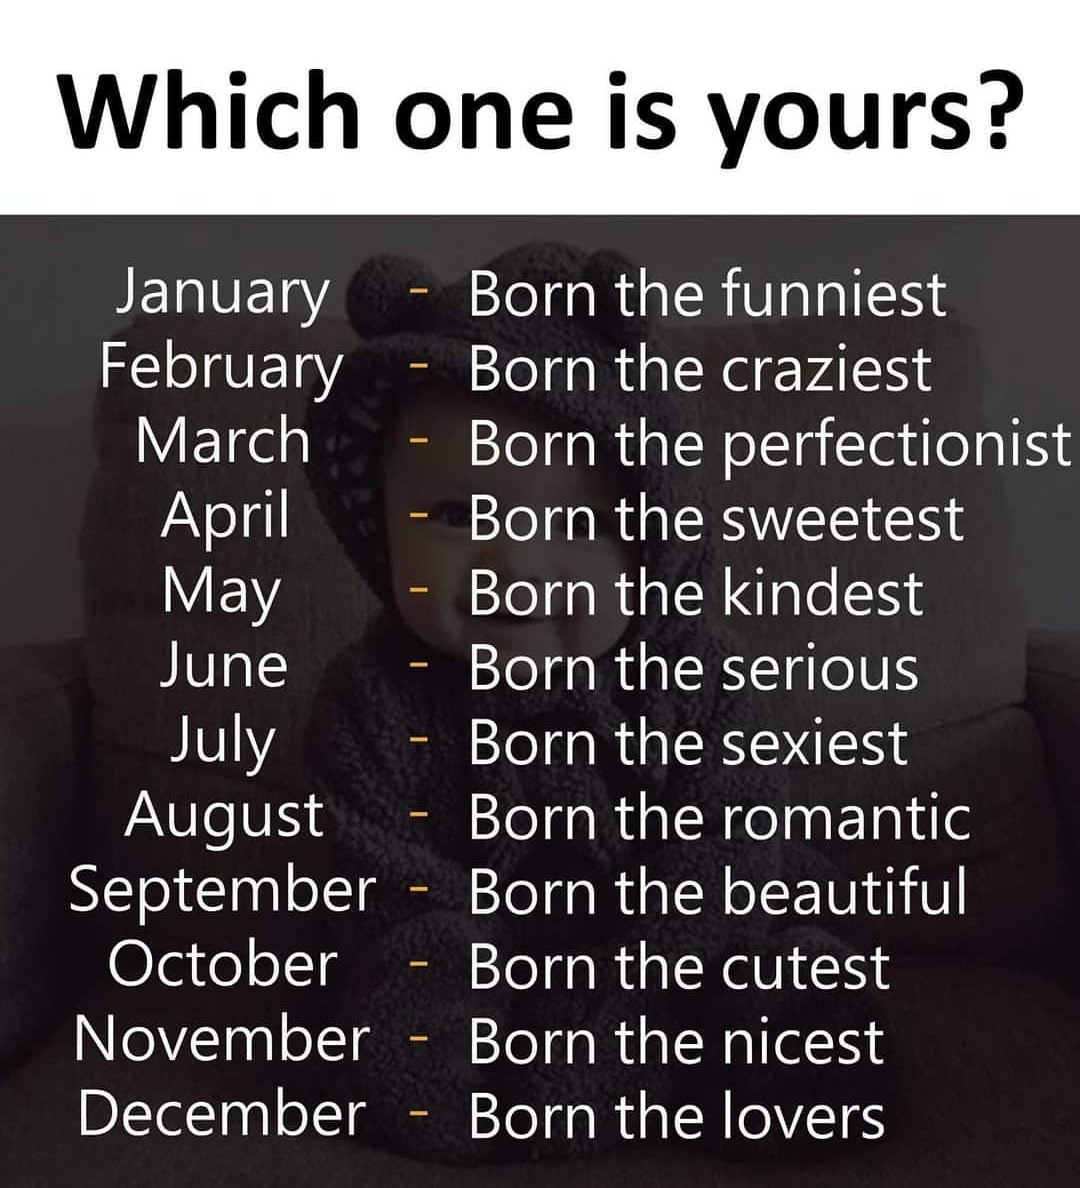 Which one is yours?
January - Born the funniest
February - Born the craziest
March - Born the perfectionist
April - Born the sweetest
May - Born the kindest
June - Born the serious
July - Born the sexiest
August - Born the romantic
September - Born the beautiful
October - Born the cutest
November - Born the nicest
December - Born the lovers